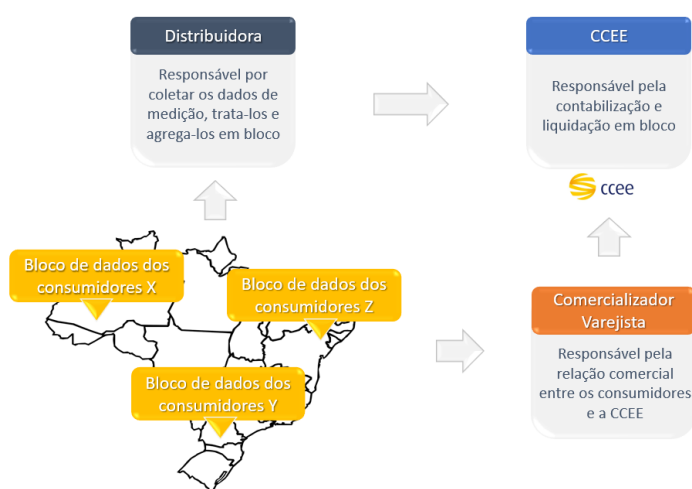 Distribuidora
Responsável por
coletar os dados de
medição, trata-los e
agrega-los em bloco
CCEE
Responsável pela
contabilização e
liquidação em bloco
ccee
Bloco de dados dos
consumidores X
Bloco de dados dos
consumidores Z
Bloco de dados dos
consumidores Y
Comercializador
Varejista
Responsável pela
relação comercial
entre os consumidores
e a CCEE